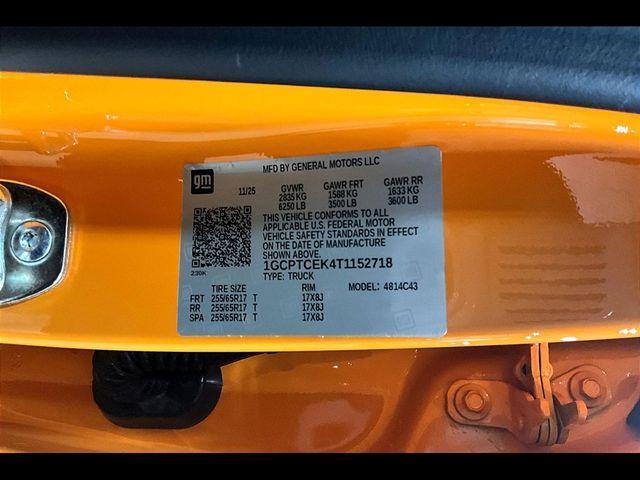 MFD BY GENERAL MOTORS LLC
gm
11/25 GVWR GAWR FRT GAWR RR
2835 KG 1588 KG 1633 KG
6250 LB 3500 LB 3600 LB
THIS VEHICLE CONFORMS TO ALL
APPLICABLE U.S. FEDERAL MOTOR
VEHICLE SAFETY STANDARDS IN EFFECT
ON THE DATE OF MANUFACTURE
SHOWN ABOVE.
1GCPTCEK4T1152718
230K TYPE: TRUCK
TIRE SIZE RIM MODEL: 4814C43
FRT 255/65R17 T 17X8J
RR 255/65R17 T 17X8J
SPA 255/65R17 T 17X8J